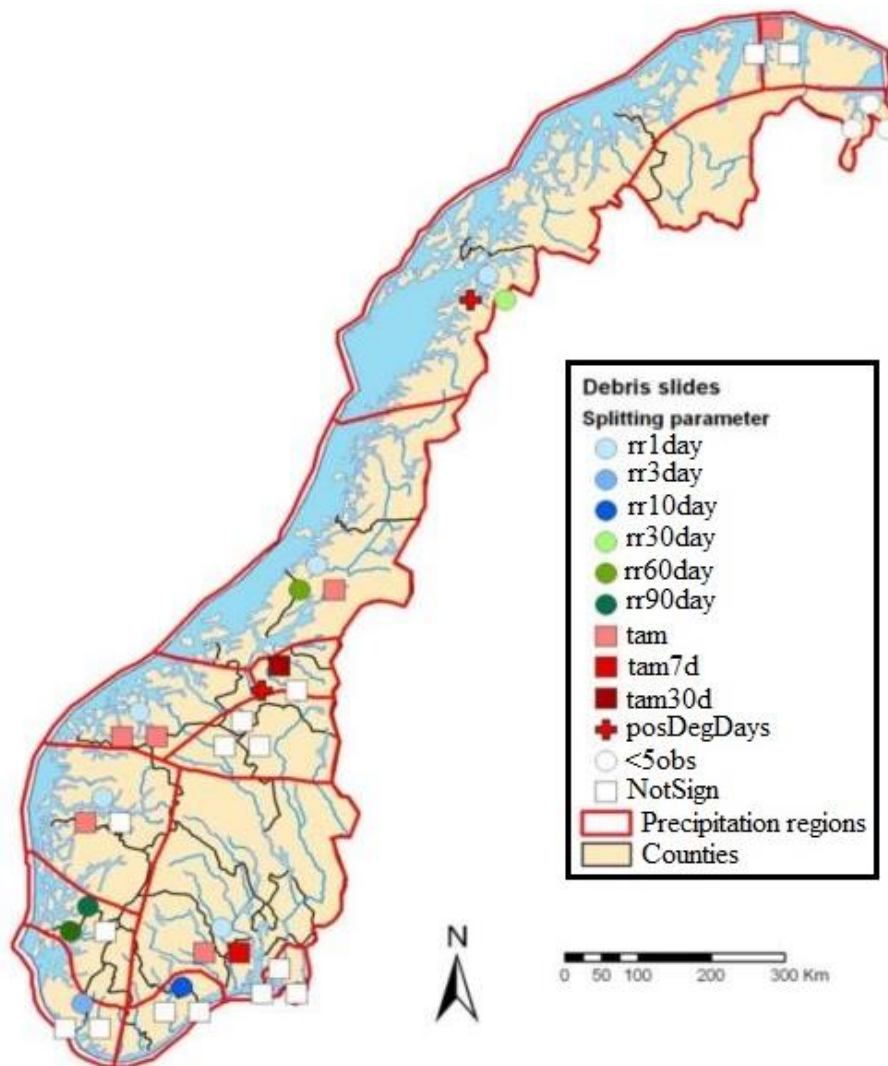 Debris slides
Splitting parameter
rr1day
rr3day
rr10day
rr30day
rr60day
rr90day
tam
tam7d
tam30d
posDegDays
<5obs
NotSign
Precipitation regions
Counties
N
0 25 50 100 200 300 Km